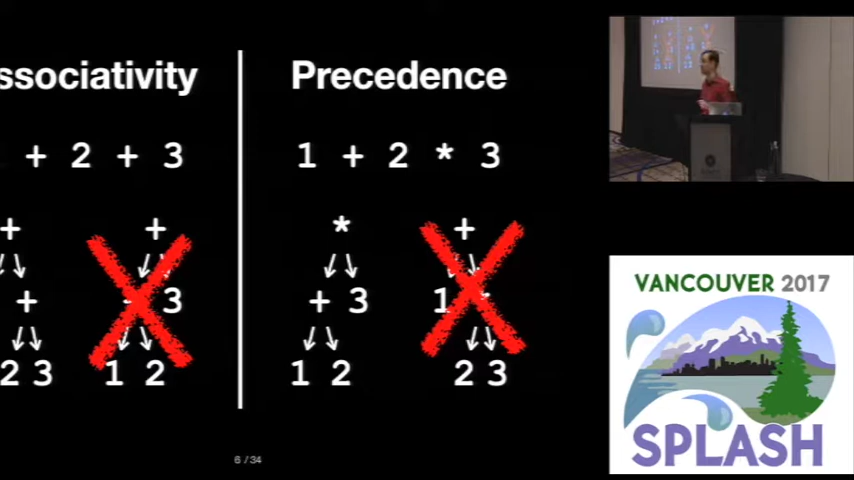 ssociativity
+ 2 + 3
+ +
+ 3
2 3 1 2
Precedence
1 + 2 * 3
* +
+ 3 1
1 2 2 3
6 / 34
VANCOUVER 2017
SPLASH